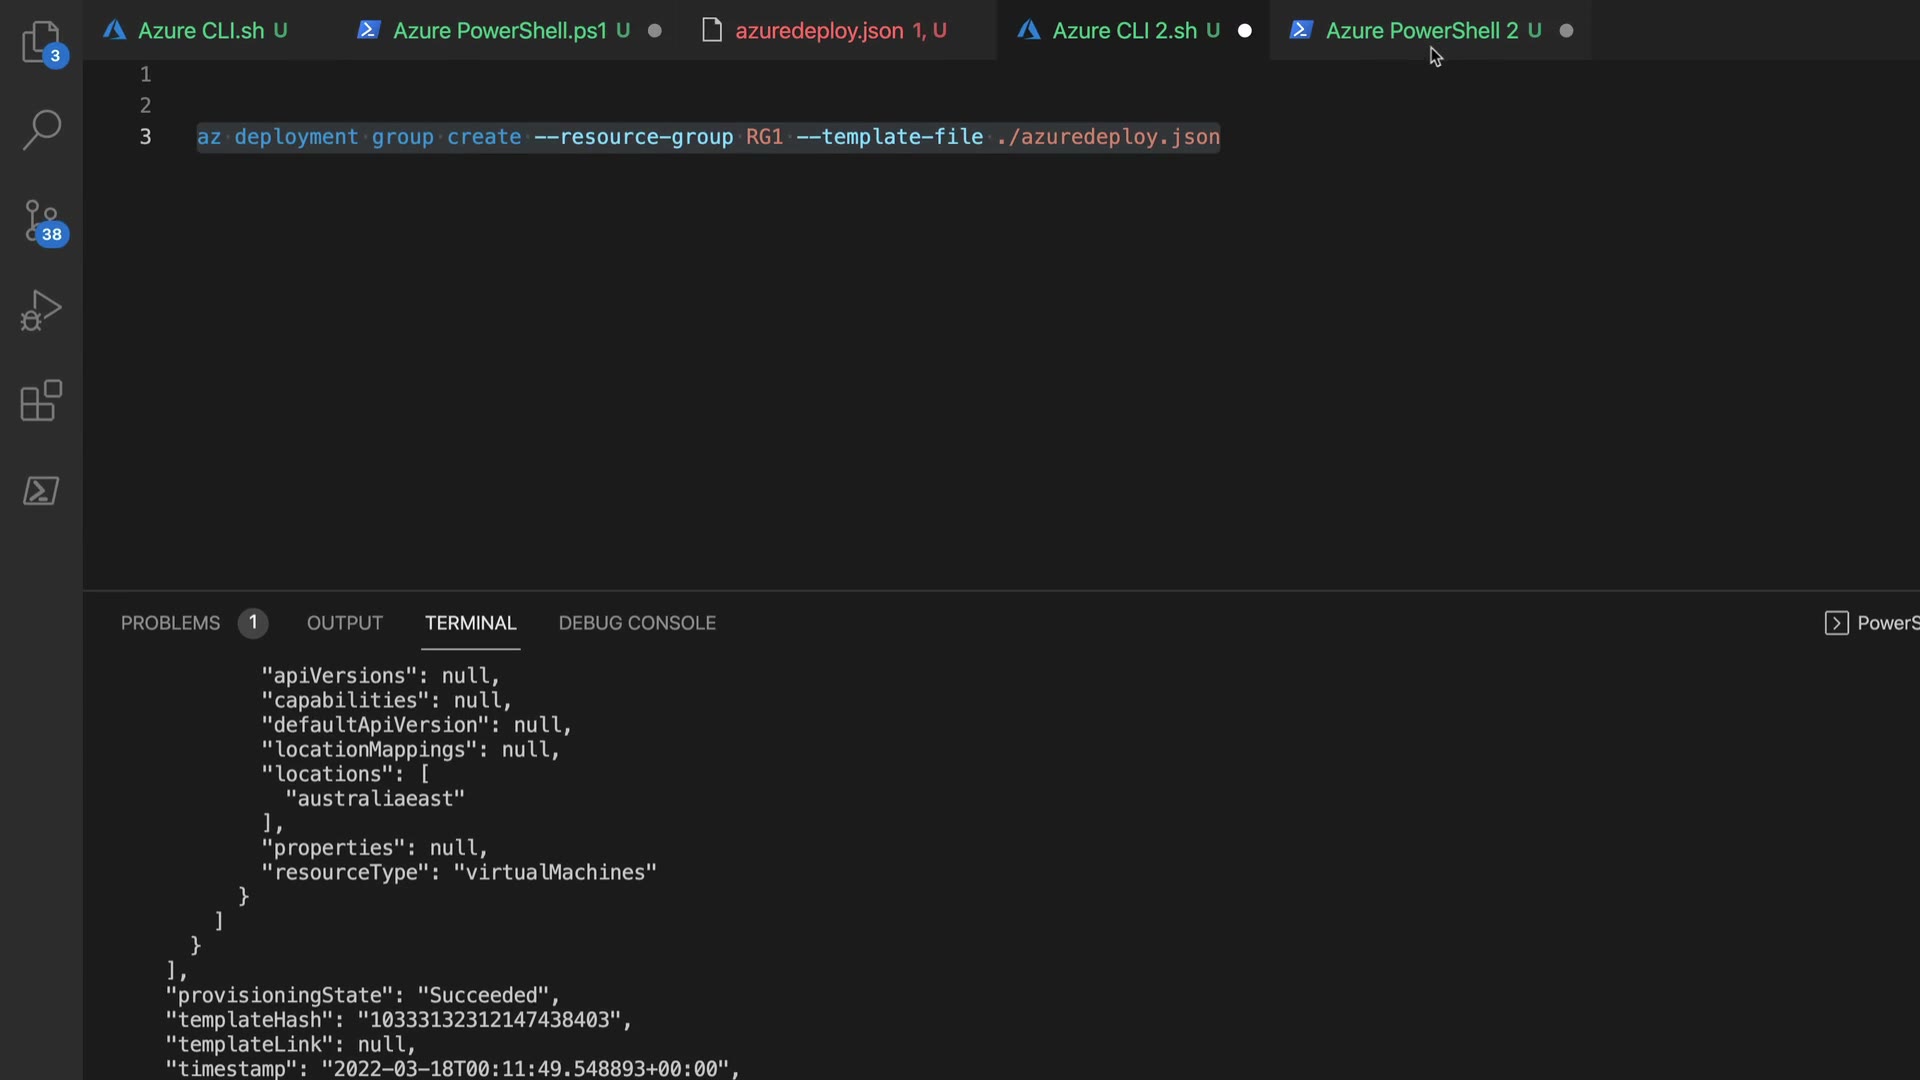 Azure CLI.sh U
Azure PowerShell.ps1 U
azuredeploy.json 1, U
Azure CLI 2.sh U
Azure PowerShell 2 U
3
38
1
2
3 az deployment group create --resource-group RG1 --template-file ./azuredeploy.json
PROBLEMS 1 OUTPUT TERMINAL DEBUG CONSOLE PowerS
"apiVersions": null,
"capabilities": null,
"defaultApiVersion": null,
"locationMappings": null,
"locations": [
"australiaeast"
],
"properties": null,
"resourceType": "virtualMachines"
}
]
}
],
"provisioningState": "Succeeded",
"templateHash": "10333132312147438403",
"templateLink": null,
"timestamp": "2022-03-18T00:11:49.548893+00:00",